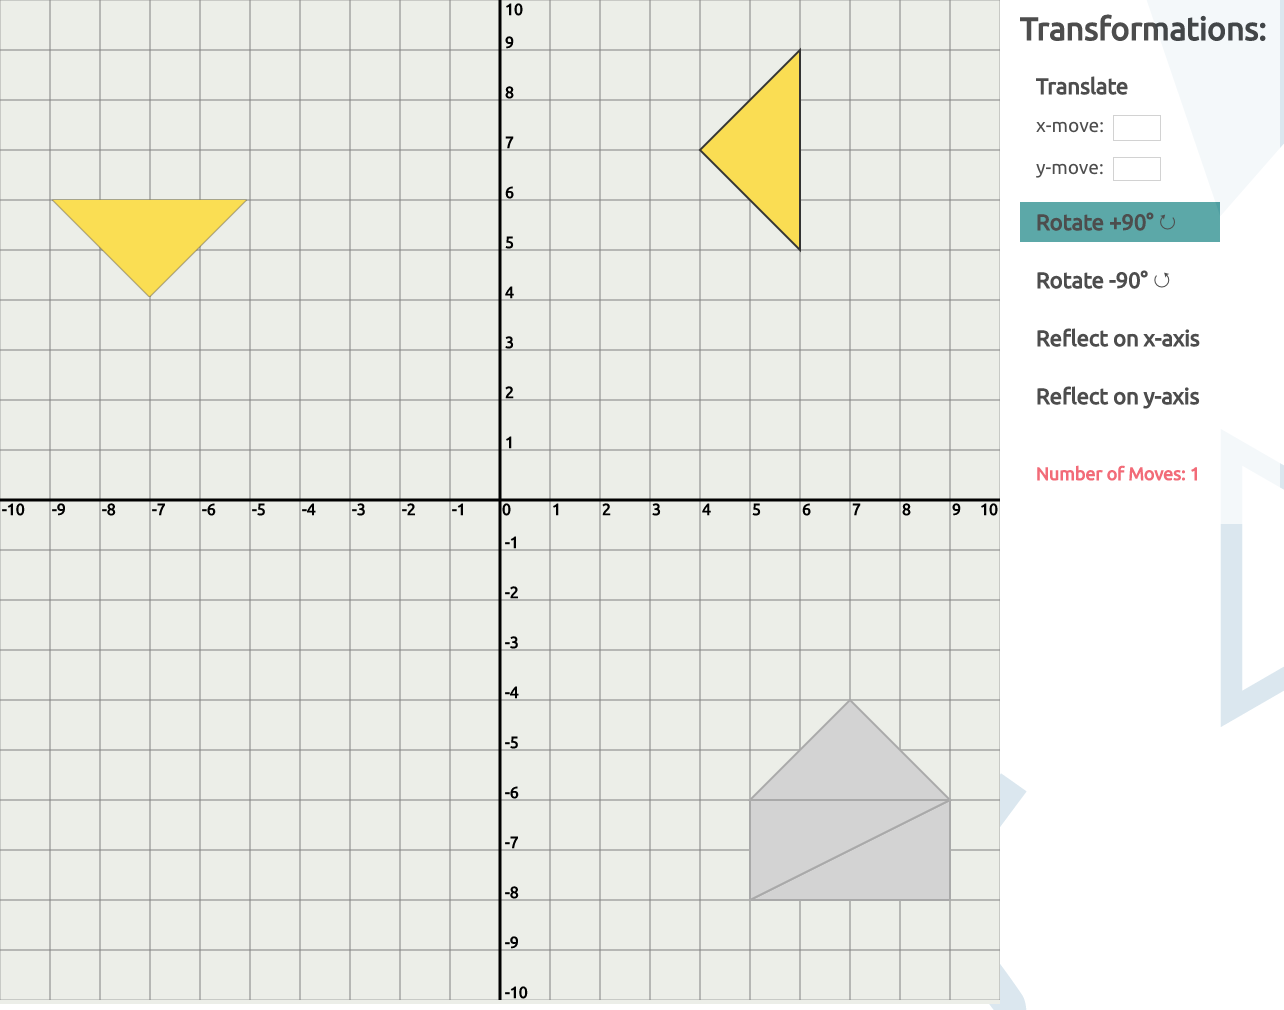 Transformations:
Translate
x-move:
y-move:
Rotate +90° ↻
Rotate -90° ↺
Reflect on x-axis
Reflect on y-axis
Number of Moves: 1
10
9
8
7
6
5
4
3
2
1
-10 -9 -8 -7 -6 -5 -4 -3 -2 -1 0 1 2 3 4 5 6 7 8 9 10
-1
-2
-3
-4
-5
-6
-7
-8
-9
-10